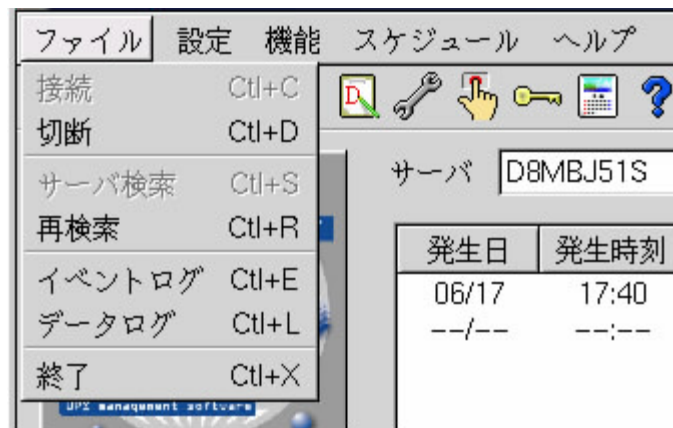 ファイル 設定 機能 スケジュール ヘルプ
接続 Ctl+C
切断 Ctl+D
サーバ検索 Ctl+S
再検索 Ctl+R
イベントログ Ctl+E
データログ Ctl+L
終了 Ctl+X
D
サーバ D8MBJ51S
発生日 発生時刻
06/17 17:40
--/-- --:--
UPS management software